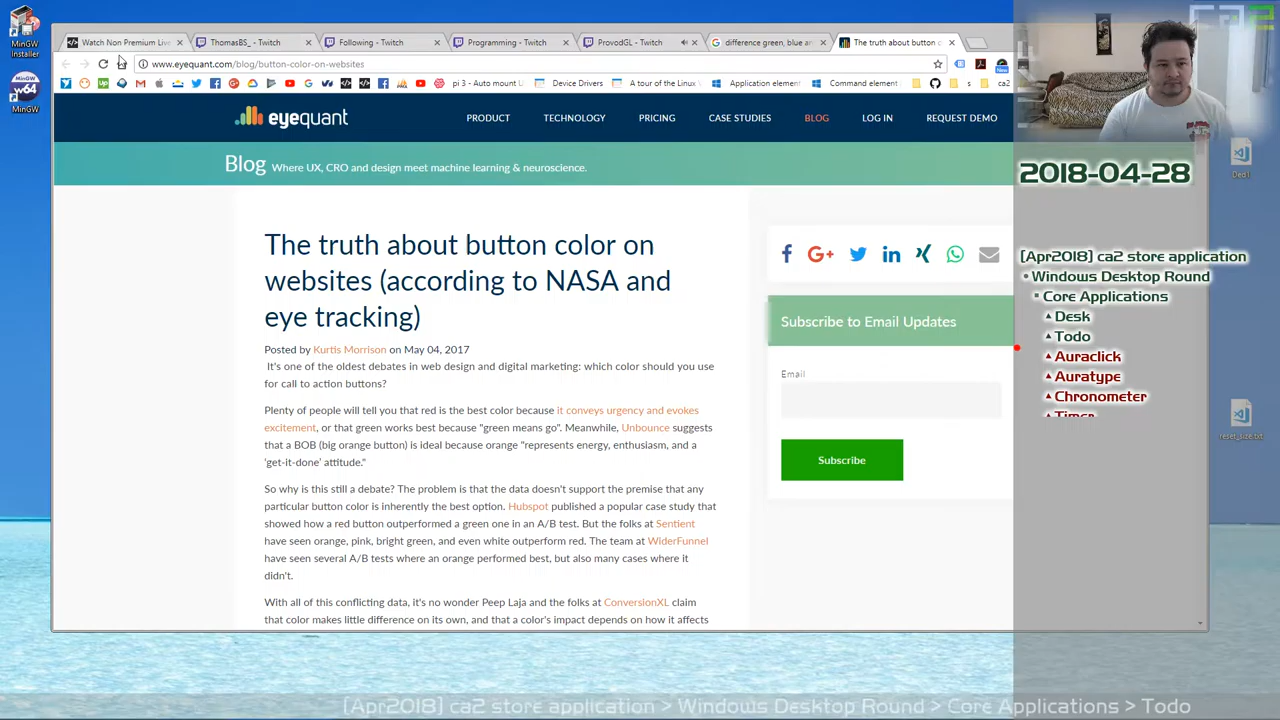 MinGW Installer
MinGW w64
MinGW
Watch Non Premium Live
ThomasBS_ - Twitch
Following - Twitch
Programming - Twitch
ProvodGL - Twitch
difference green, blue an
The truth about button c
www.eyequant.com/blog/button-color-on-websites
pi 3 - Auto mount U
Device Drivers
A tour of the Linux
Application element
Command element
s
ca2
New
eyequant
PRODUCT
TECHNOLOGY
PRICING
CASE STUDIES
BLOG
LOG IN
REQUEST DEMO
Blog Where UX, CRO and design meet machine learning & neuroscience.
The truth about button color on
websites (according to NASA and
eye tracking)
Posted by Kurtis Morrison on May 04, 2017
It's one of the oldest debates in web design and digital marketing: which color should you use
for call to action buttons?
Plenty of people will tell you that red is the best color because it conveys urgency and evokes
excitement, or that green works best because "green means go". Meanwhile, Unbounce suggests
that a BOB (big orange button) is ideal because orange "represents energy, enthusiasm, and a
'get-it-done' attitude."
So why is this still a debate? The problem is that the data doesn't support the premise that any
particular button color is inherently the best option. Hubspot published a popular case study that
showed how a red button outperformed a green one in an A/B test. But the folks at Sentient
have seen orange, pink, bright green, and even white outperform red. The team at WiderFunnel
have seen several A/B tests where an orange performed best, but also many cases where it
didn't.
With all of this conflicting data, it's no wonder Peep Laja and the folks at ConversionXL claim
that color makes little difference on its own, and that a color's impact depends on how it affects
Subscribe to Email Updates
Email
Subscribe
ca2
2018-04-28
[Apr2018] ca2 store application
Windows Desktop Round
Core Applications
Desk
Todo
Auraclick
Auratype
Chronometer
Timer
Ded1
reset_size.txt
[Apr2018] ca2 store application > Windows Desktop Round > Core Applications > Todo